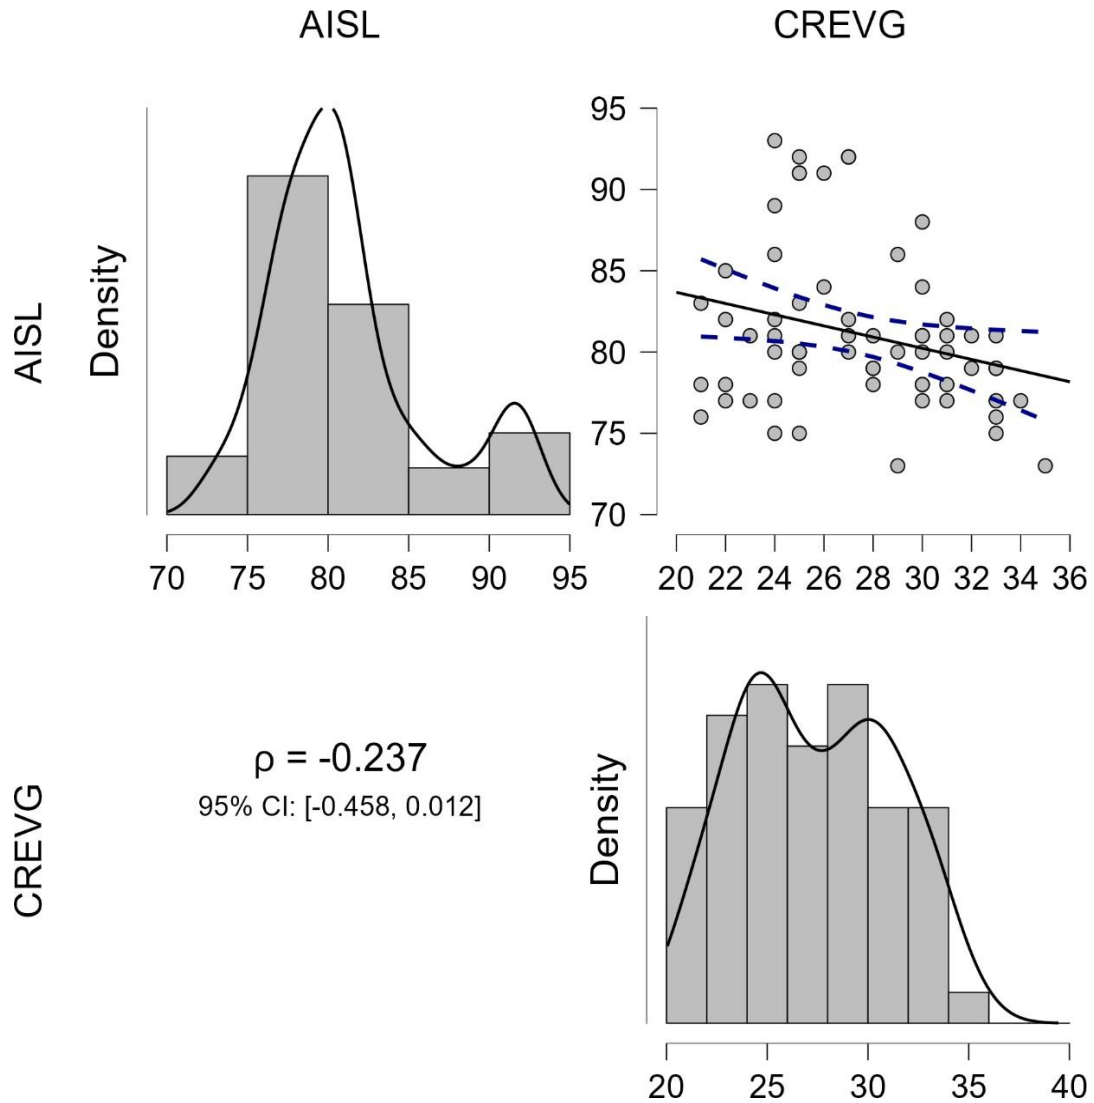 AISL CREVG
AISL
Density
70 75 80 85 90 95
95
90
85
80
75
70
20 22 24 26 28 30 32 34 36
CREVG
ρ = -0.237
95% CI: [-0.458, 0.012]
Density
20 25 30 35 40